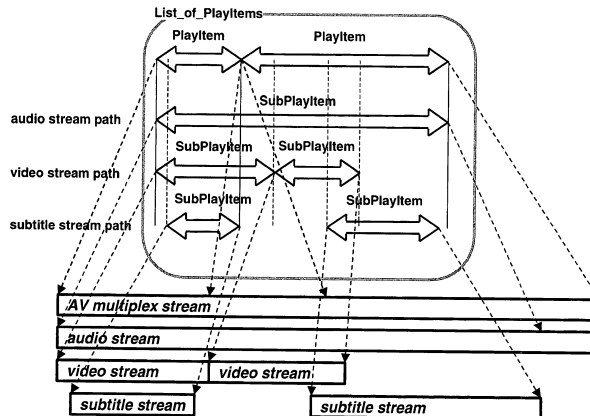 List_of_PlayItems
PlayItem PlayItem
SubPlayItem
audio stream path
SubPlayItem SubPlayItem
video stream path
SubPlayItem SubPlayItem
subtitle stream path
AV multiplex stream
audio stream
video stream video stream
subtitle stream subtitle stream